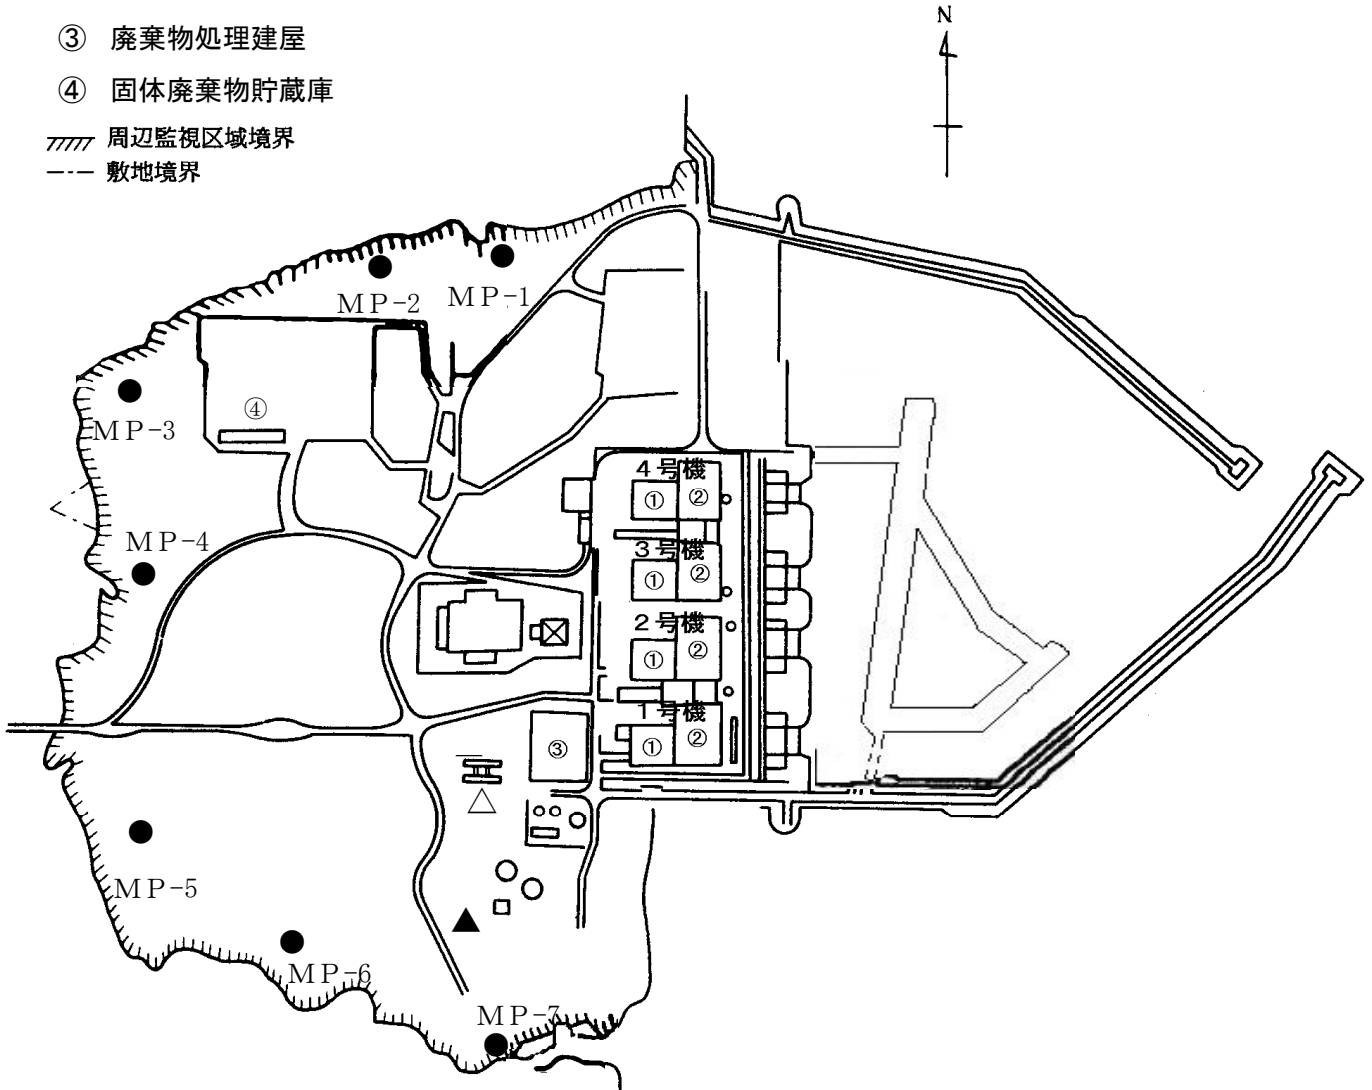 N
③ 廃棄物処理建屋
④ 固体廃棄物貯蔵庫
周辺監視区域境界
敷地境界
MP-2
MP-1
④
MP-3
4号機
① ②
MP-4
3号機
① ②
2号機
① ②
1号機
① ②
③
MP-5
MP-6
MP-7